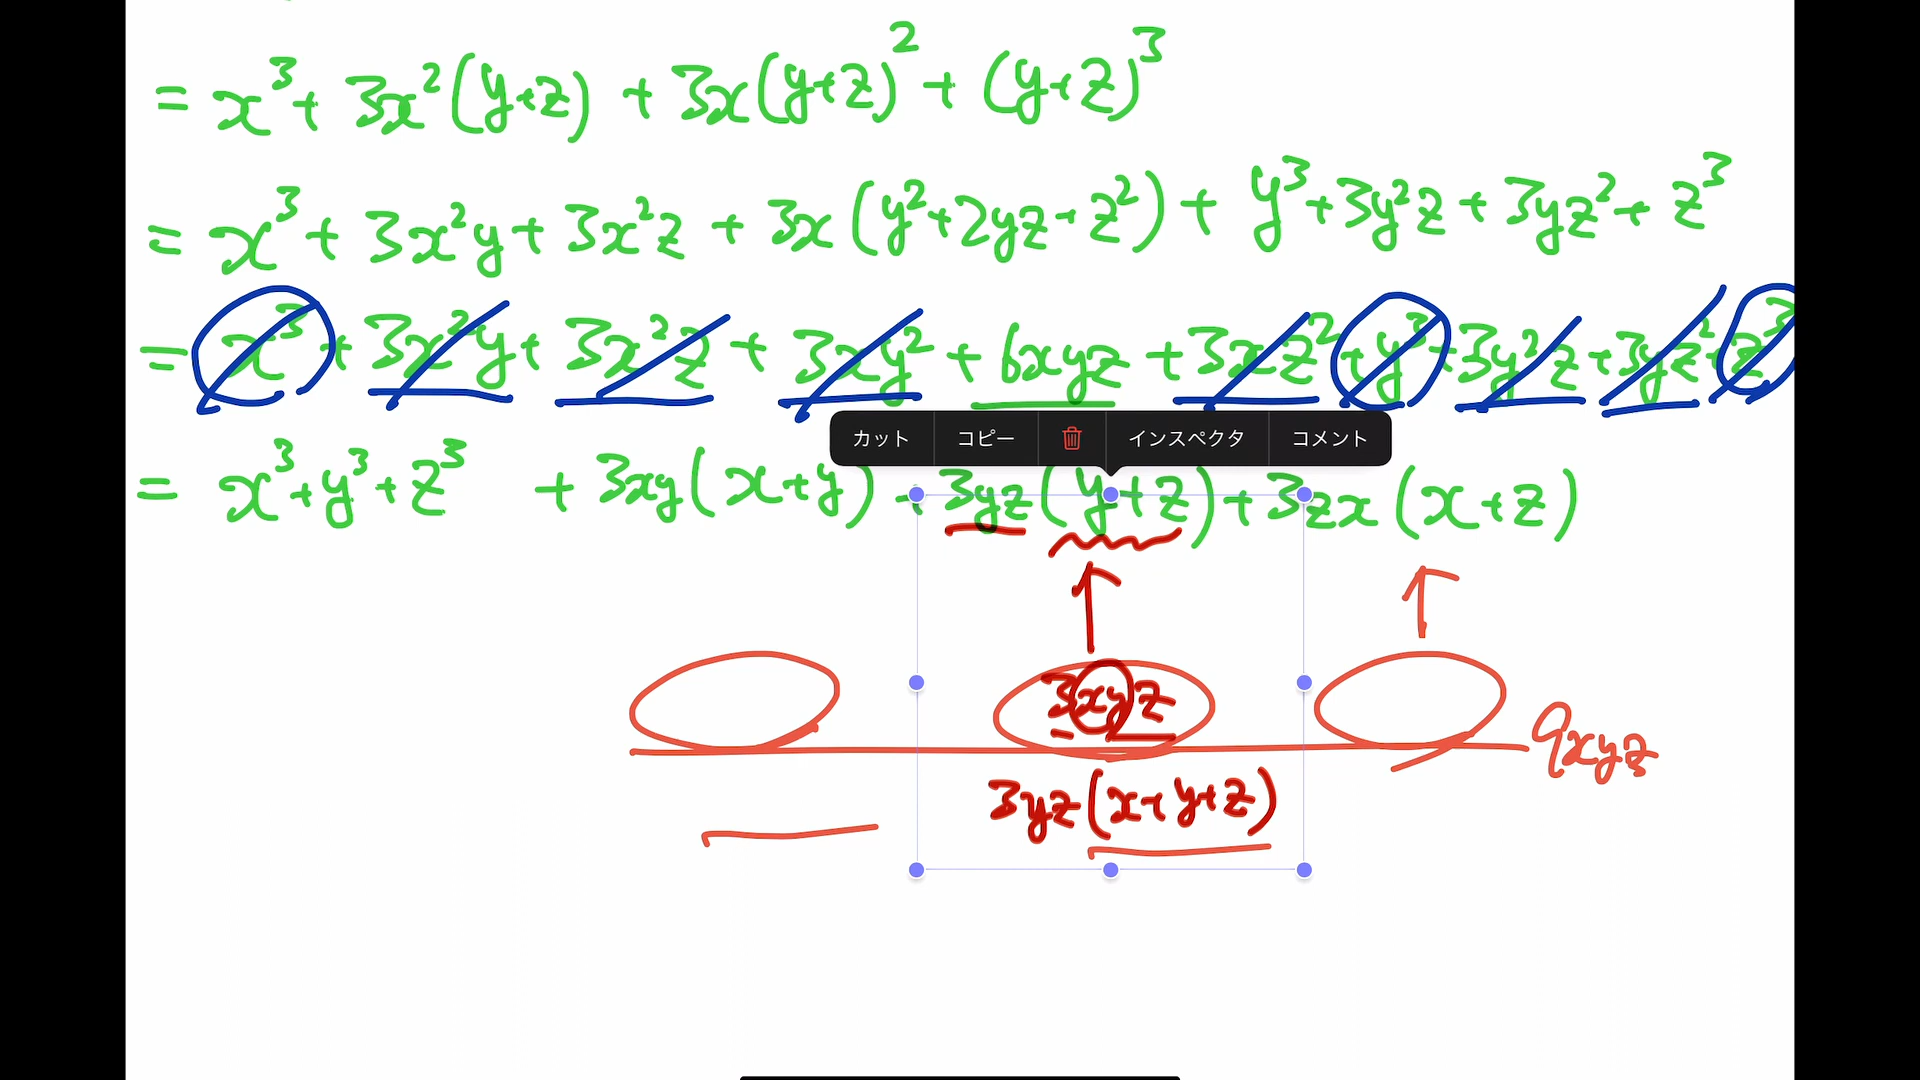 = x³ + 3x²(y+z) + 3x(y+z)² + (y+z)³
= x³ + 3x²y + 3x²z + 3x(y²+2yz+z²) + y³+3y²z+3yz²+z³
= x³+3x²y+3x²z+3xy²+6xyz+3xz²+y³+3y²z+3yz²+z³
カット コピー インスペクタ コメント
= x³+y³+z³ +3xy(x+y)+3yz(y+z)+3zx(x+z)
3xyz
9xyz
3yz(x+y+z)